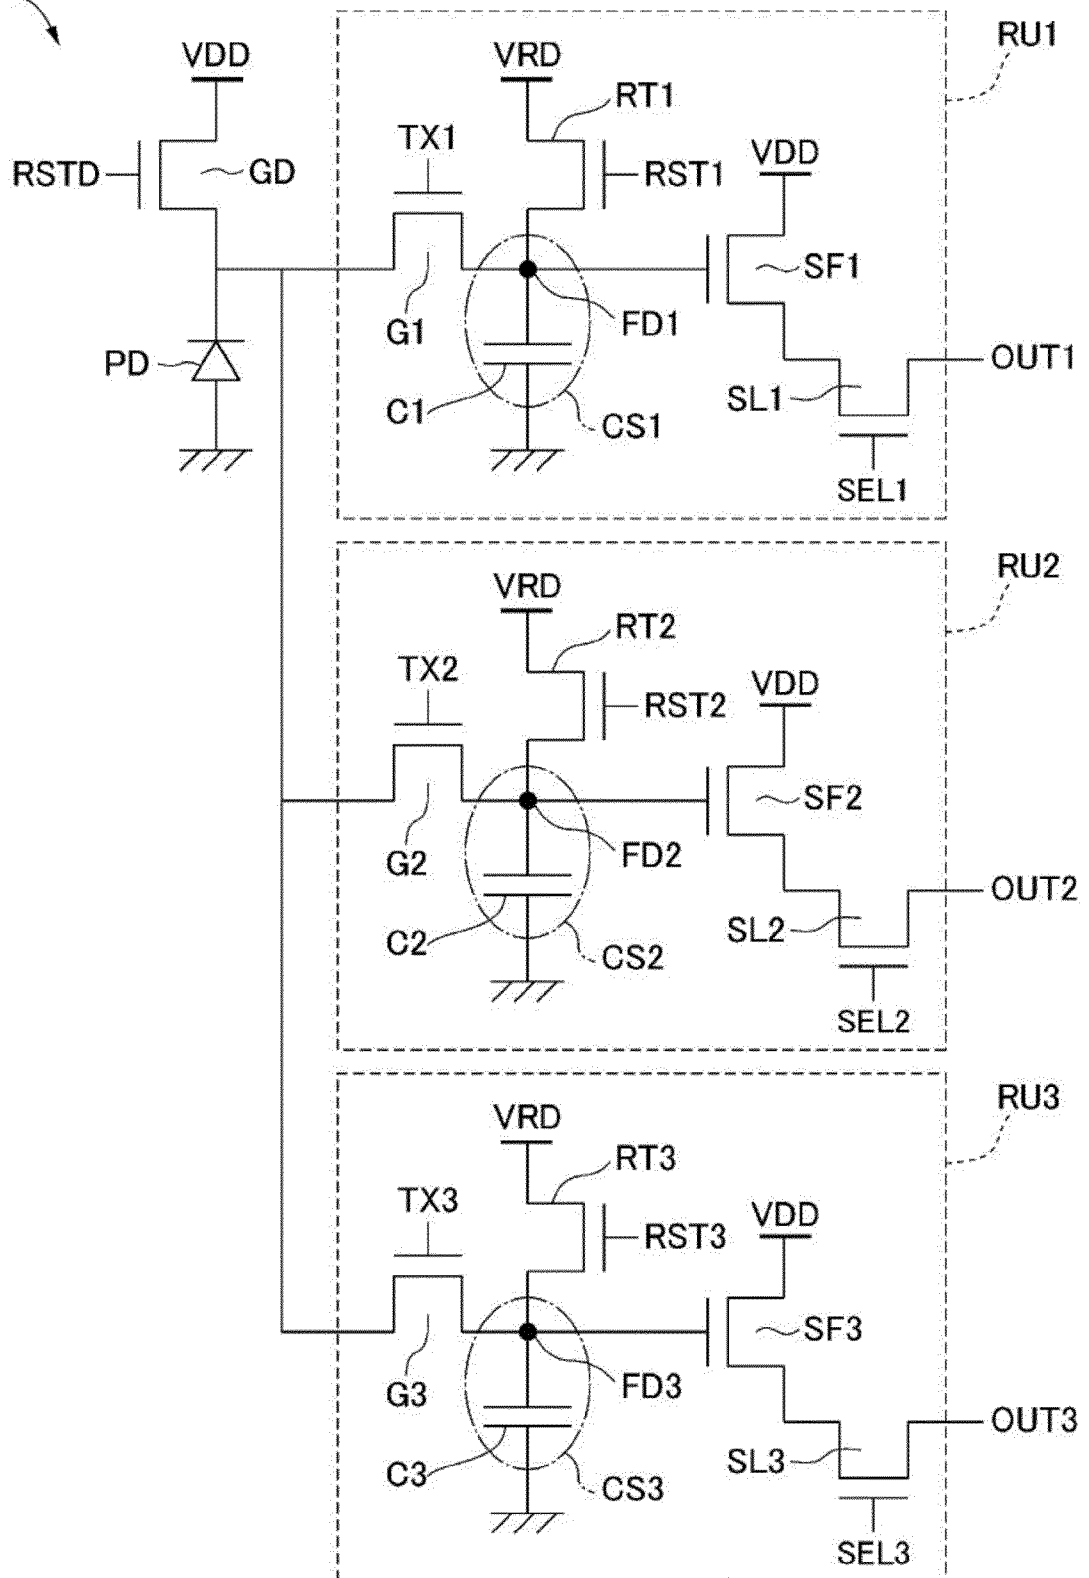 RU1
VDD
VRD
RT1
TX1
VDD
RSTD
GD
RST1
SF1
G1
FD1
PD
OUT1
C1
CS1
SL1
SEL1
RU2
VRD
RT2
TX2
VDD
RST2
SF2
G2
FD2
OUT2
C2
CS2
SL2
SEL2
RU3
VRD
RT3
TX3
VDD
RST3
SF3
G3
FD3
OUT3
C3
CS3
SL3
SEL3